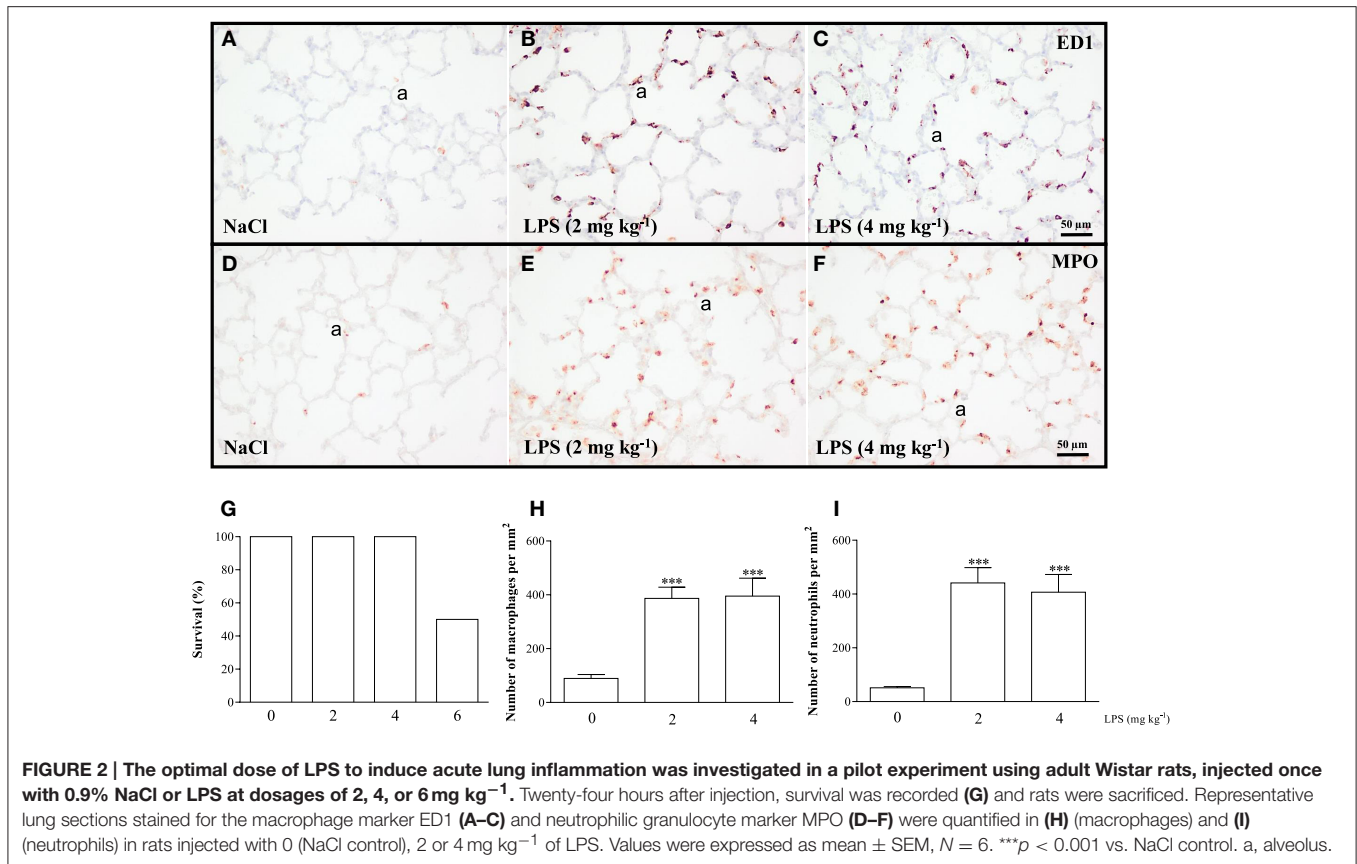 A B C ED1
a a a
NaCl LPS (2 mg kg⁻¹) LPS (4 mg kg⁻¹) 50 µm
D E F MPO
a a a
NaCl LPS (2 mg kg⁻¹) LPS (4 mg kg⁻¹) 50 µm
G
Survival (%)
100
80
60
40
20
0
0 2 4 6
H
Number of macrophages per mm²
600
400
200
0
*** ***
0 2 4
I
Number of neutrophils per mm²
600
400
200
0
*** ***
0 2 4 LPS (mg kg⁻¹)
FIGURE 2 | The optimal dose of LPS to induce acute lung inflammation was investigated in a pilot experiment using adult Wistar rats, injected once
with 0.9% NaCl or LPS at dosages of 2, 4, or 6 mg kg⁻¹. Twenty-four hours after injection, survival was recorded (G) and rats were sacrificed. Representative
lung sections stained for the macrophage marker ED1 (A–C) and neutrophilic granulocyte marker MPO (D–F) were quantified in (H) (macrophages) and (I)
(neutrophils) in rats injected with 0 (NaCl control), 2 or 4 mg kg⁻¹ of LPS. Values were expressed as mean ± SEM, N = 6. ***p < 0.001 vs. NaCl control. a, alveolus.